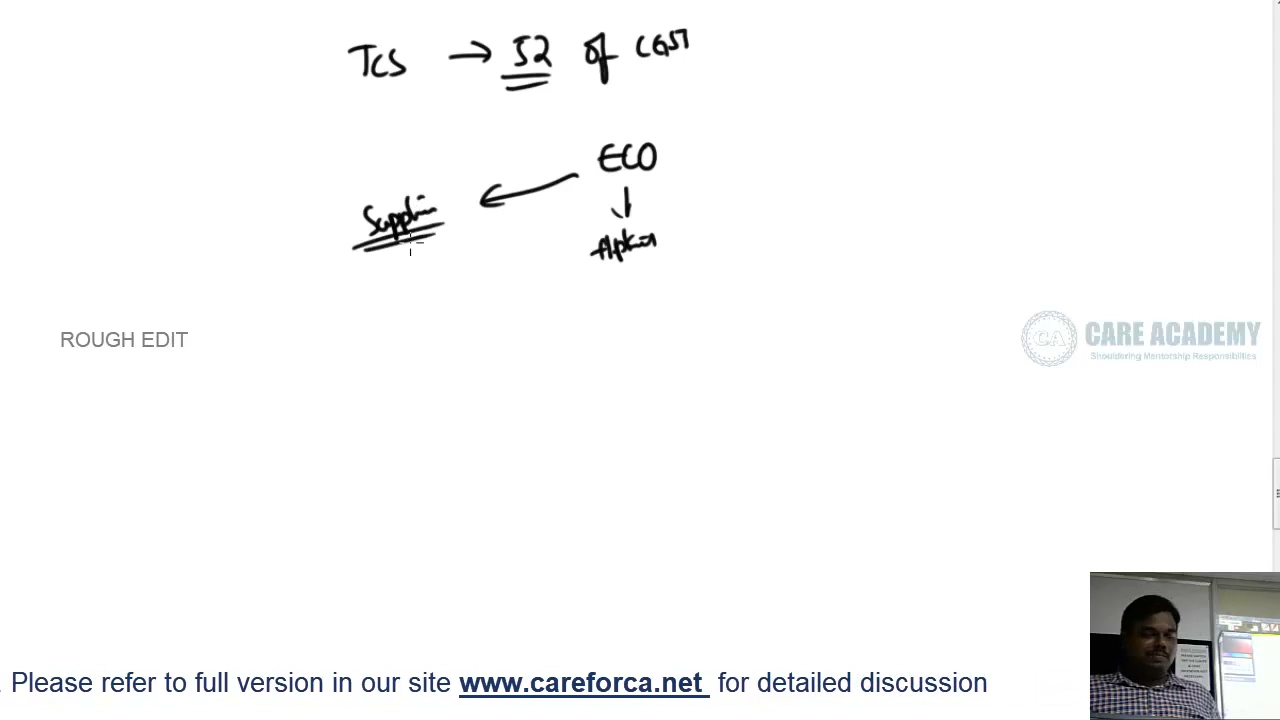 TCS → 52 of CGST
ECO
Supplier
ROUGH EDIT
CA CARE ACADEMY
Shouldering Mentorship Responsibilities
. Please refer to full version in our site www.careforca.net for detailed discussion